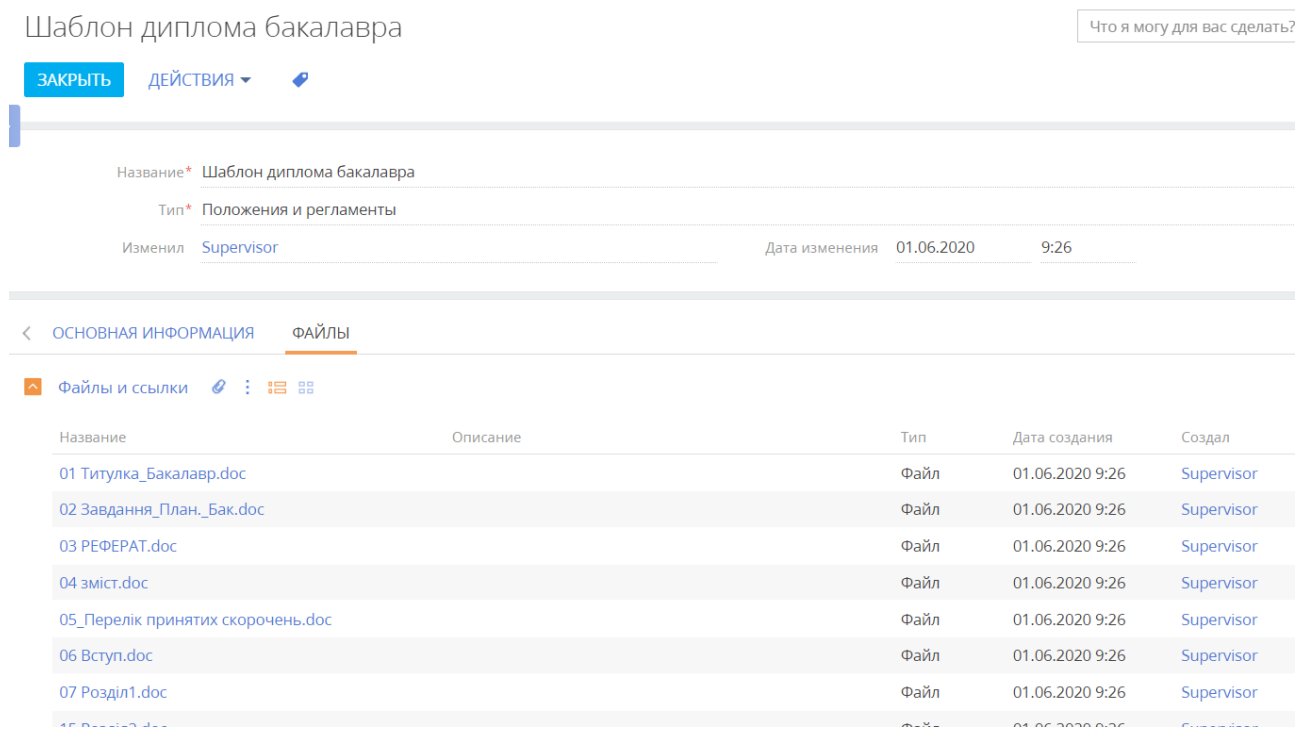 Шаблон диплома бакалавра
Что я могу для вас сделать?
ЗАКРЫТЬ ДЕЙСТВИЯ
Название* Шаблон диплома бакалавра
Тип* Положения и регламенты
Изменил Supervisor Дата изменения 01.06.2020 9:26
ОСНОВНАЯ ИНФОРМАЦИЯ ФАЙЛЫ
Файлы и ссылки
Название Описание Тип Дата создания Создал
01 Титулка_Бакалавр.doc Файл 01.06.2020 9:26 Supervisor
02 Завдання_План._Бак.doc Файл 01.06.2020 9:26 Supervisor
03 РЕФЕРАТ.doc Файл 01.06.2020 9:26 Supervisor
04 зміст.doc Файл 01.06.2020 9:26 Supervisor
05_Перелік принятих скорочень.doc Файл 01.06.2020 9:26 Supervisor
06 Вступ.doc Файл 01.06.2020 9:26 Supervisor
07 Розділ1.doc Файл 01.06.2020 9:26 Supervisor